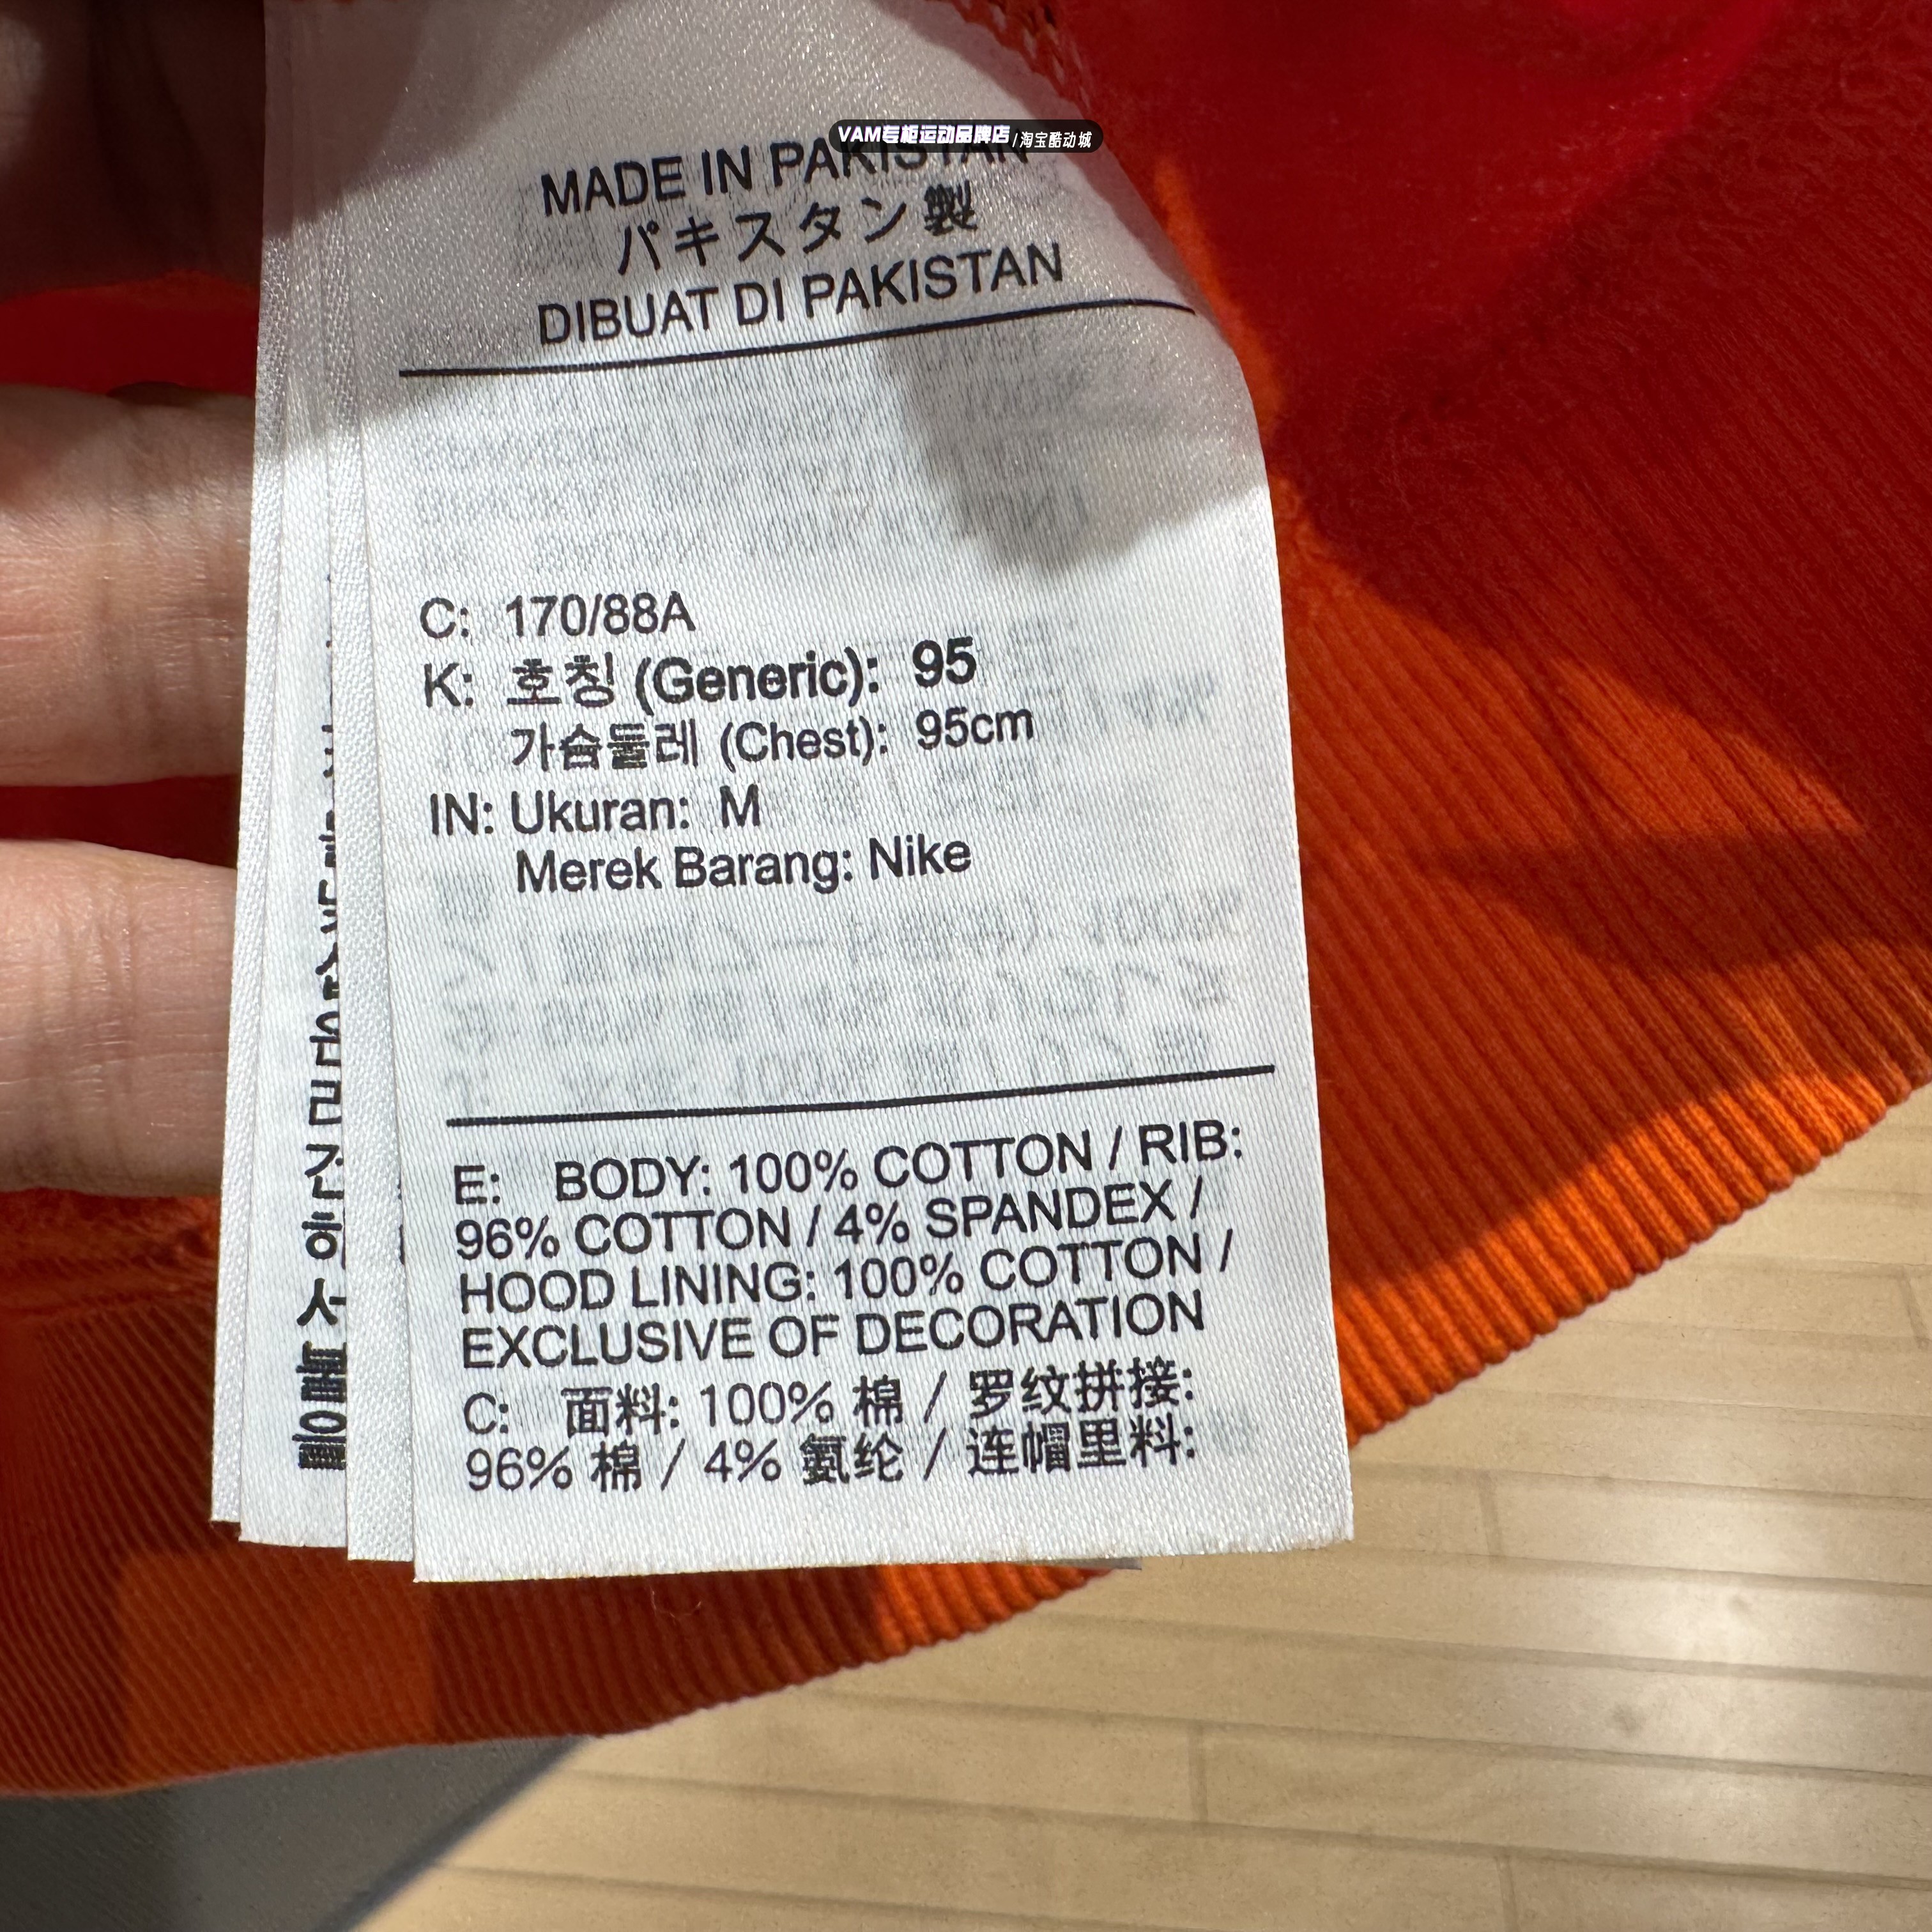 VAM专柜运动品牌店/淘宝酷动城
MADE IN PAKISTAN
パキスタン製
DIBUAT DI PAKISTAN
C: 170/88A
K: 호칭 (Generic): 95
가슴둘레 (Chest): 95cm
IN: Ukuran: M
Merek Barang: Nike
E: BODY: 100% COTTON / RIB:
96% COTTON / 4% SPANDEX /
HOOD LINING: 100% COTTON /
EXCLUSIVE OF DECORATION
C: 面料: 100% 棉 / 罗纹拼接:
96% 棉 / 4% 氨纶 / 连帽里料: